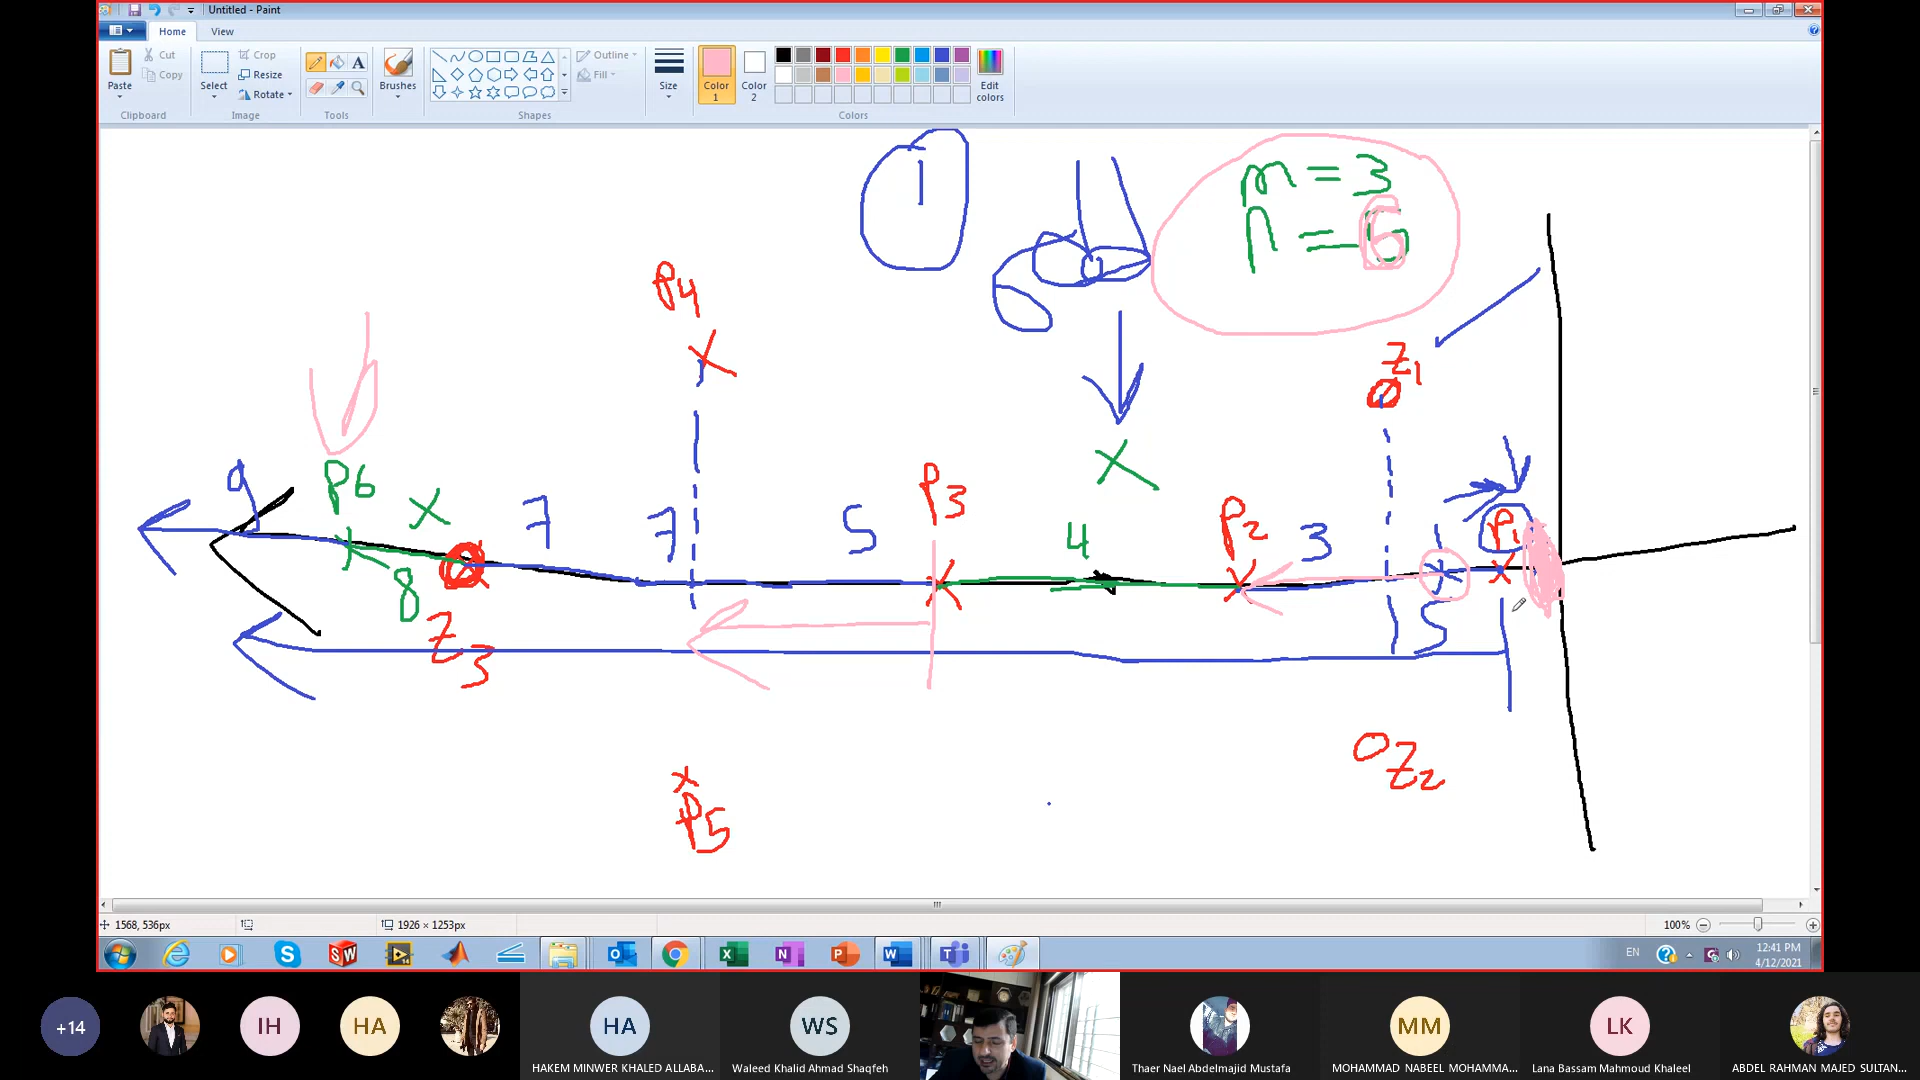 Untitled - Paint
Home
View
Paste
Cut
Copy
Clipboard
Select
Crop
Resize
Rotate
Image
Tools
Brushes
Shapes
Outline
Fill
Size
Color 1
Color 2
Colors
Edit colors
1
m = 3
n = 6
P4
X
Z1
9
P6
X
7
7
5
P3
4
X
P2
3
1
P1
X
8
Z3
X
X
5
X
P5
Z2
1568, 536px
1926 × 1253px
100%
EN
12:41 PM
4/12/2021
+14
IH
HA
HA
HAKEM MINWER KHALED ALLABA...
WS
Waleed Khalid Ahmad Shaqfeh
Thaer Nael Abdelmajid Mustafa
MM
MOHAMMAD NABEEL MOHAMMA...
LK
Lana Bassam Mahmoud Khaleel
ABDEL RAHMAN MAJED SULTAN...